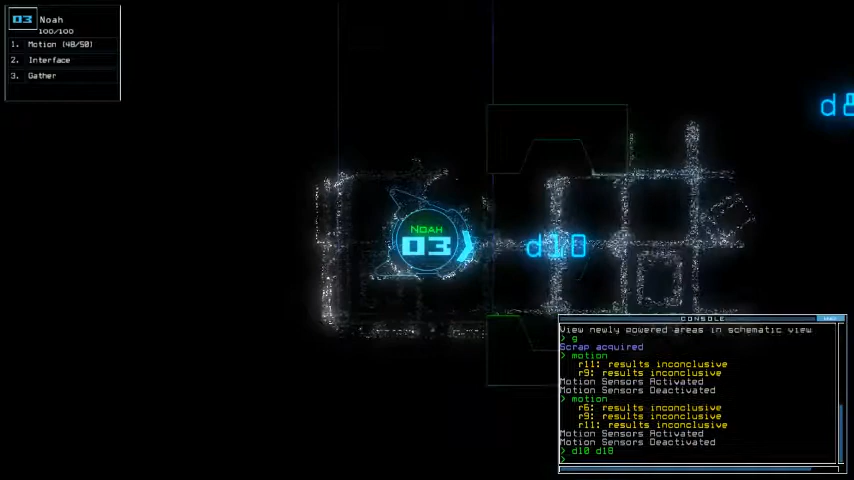 03 Noah
100/100
1. Motion (48/50)
2. Interface
3. Gather
d8
NOAH
03
d10
CONSOLE
View newly powered areas in schematic view
> g
Scrap acquired
> motion
r11: results inconclusive
r9: results inconclusive
Motion Sensors Activated
Motion Sensors Deactivated
> motion
r6: results inconclusive
r9: results inconclusive
r11: results inconclusive
Motion Sensors Activated
Motion Sensors Deactivated
> d10 d18
>